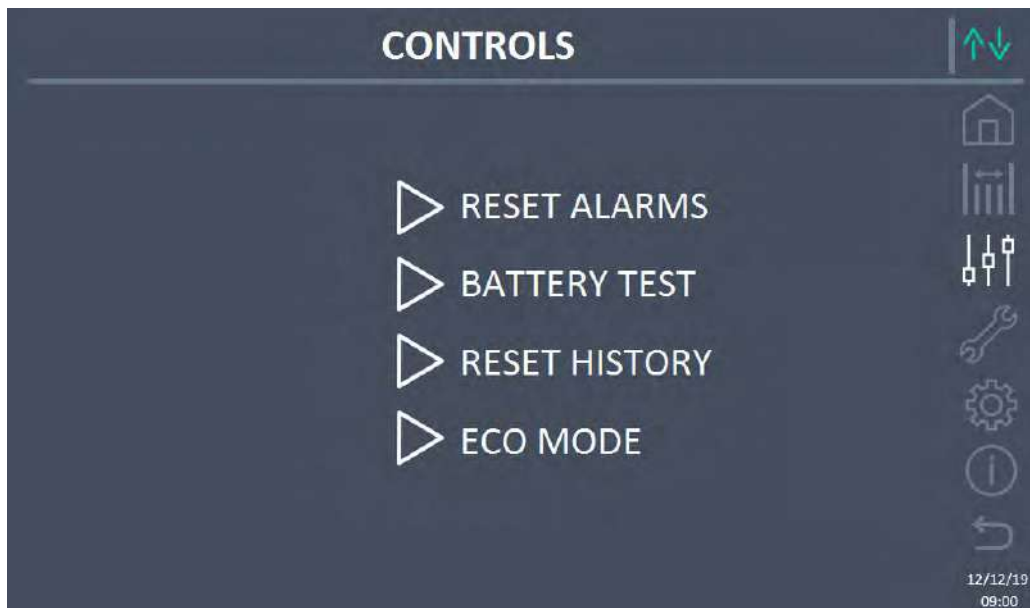 CONTROLS
RESET ALARMS
BATTERY TEST
RESET HISTORY
ECO MODE
12/12/19
09:00